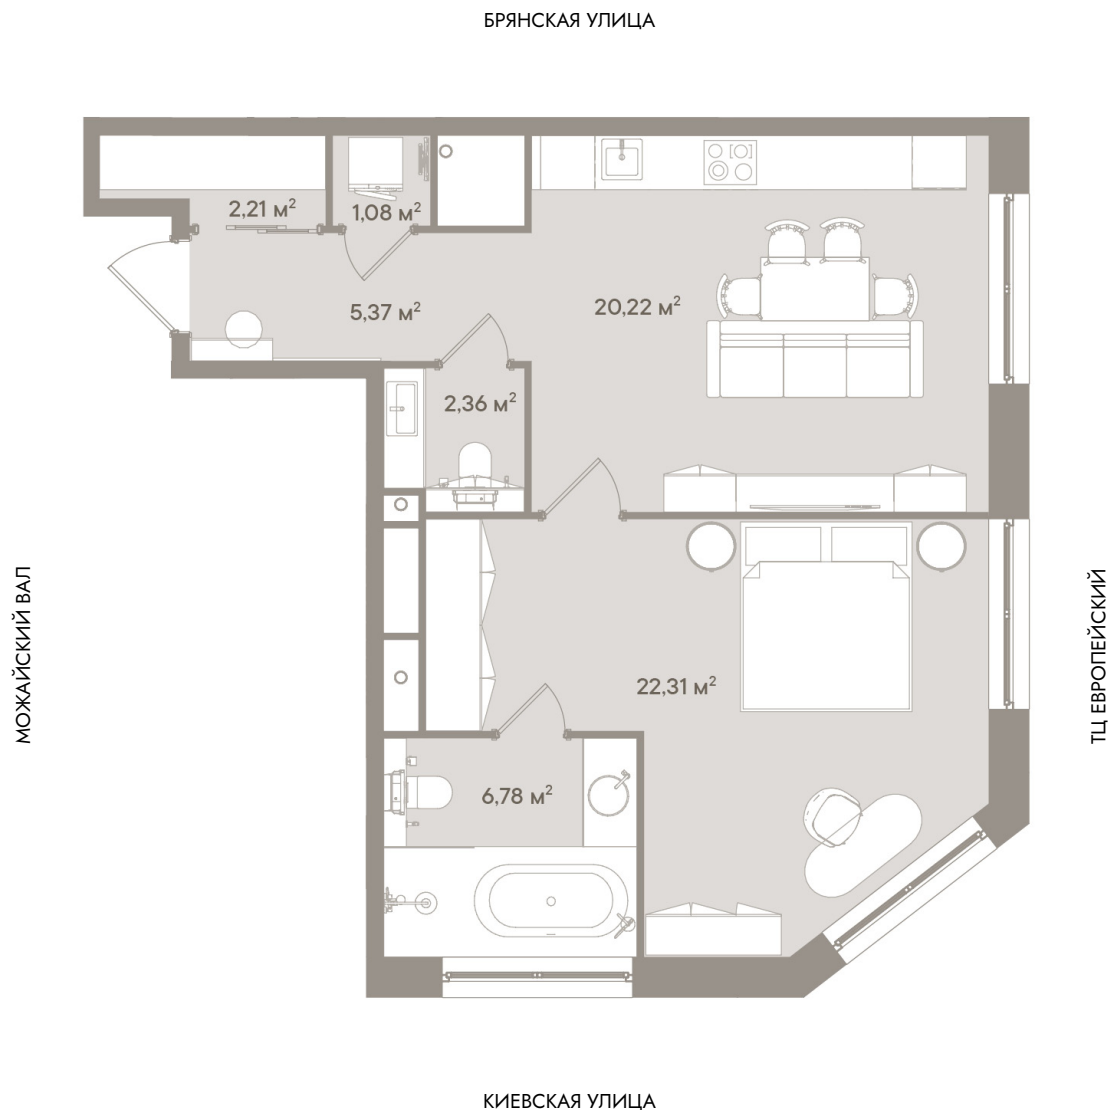 БРЯНСКАЯ УЛИЦА
2,21 м²
1,08 м²
5,37 м²
20,22 м²
2,36 м²
МОЖАЙСКИЙ ВАЛ
ТЦ ЕВРОПЕЙСКИЙ
22,31 м²
6,78 м²
КИЕВСКАЯ УЛИЦА